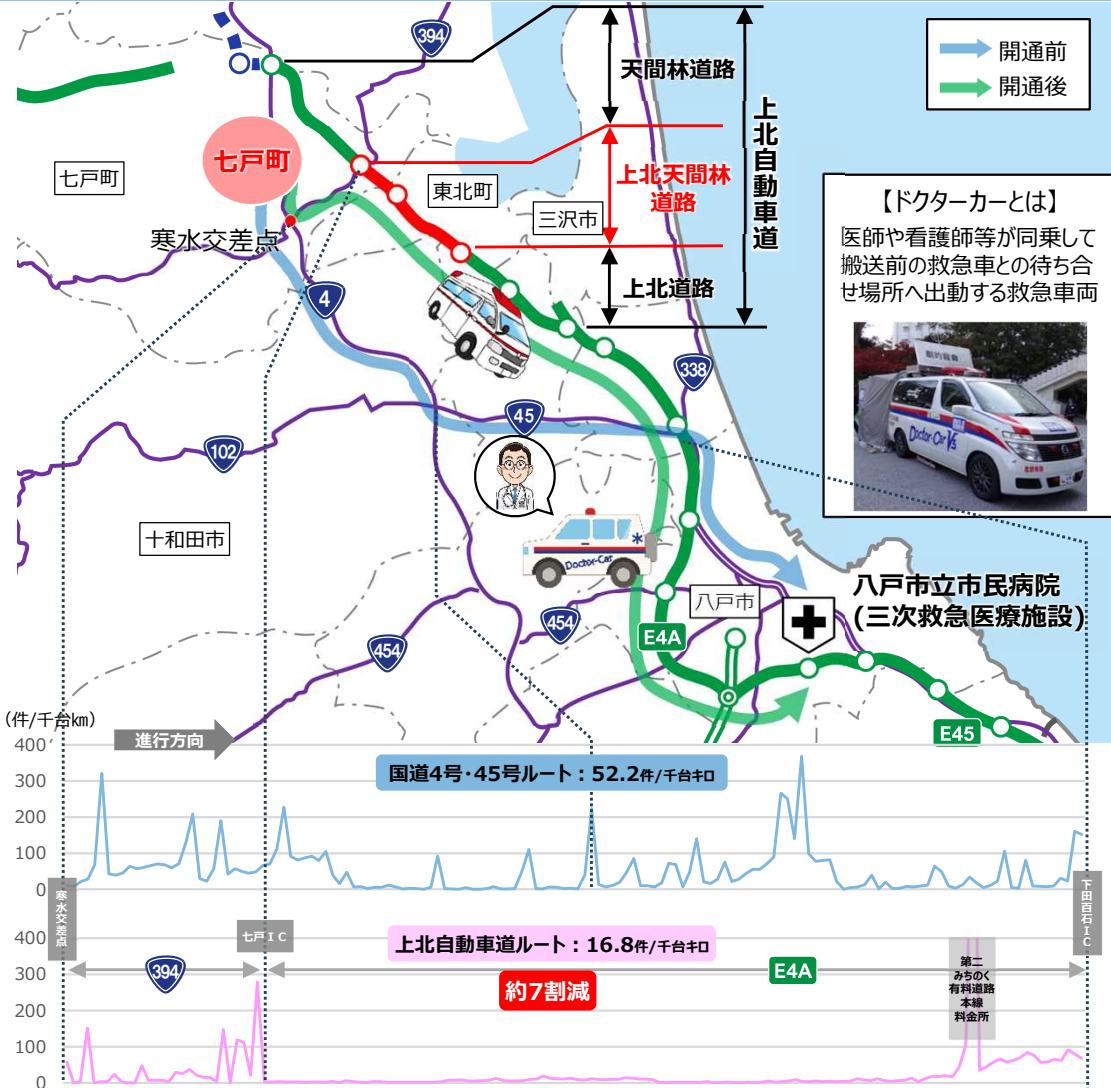 394
開通前
開通後
天間林道路
上北自動車道
七戸町
七戸町
東北町
上北天間林
道路
三沢市
寒水交差点
上北道路
【ドクターカーとは】
医師や看護師等が同乗して
搬送前の救急車との待ち合
せ場所へ出動する救急車両
Doctor-Car V3
4
338
45
102
十和田市
Doctor-Car
八戸市立市民病院
(三次救急医療施設)
八戸市
454
E4A
454
E45
(件/千台km)
進行方向
国道4号・45号ルート：52.2件/千台キロ
400
300
200
100
0
寒水交差点
七戸IC
下田百石IC
上北自動車道ルート：16.8件/千台キロ
394
E4A
約7割減
第二
みちのく
有料道路
本線
料金所
400
300
200
100
0